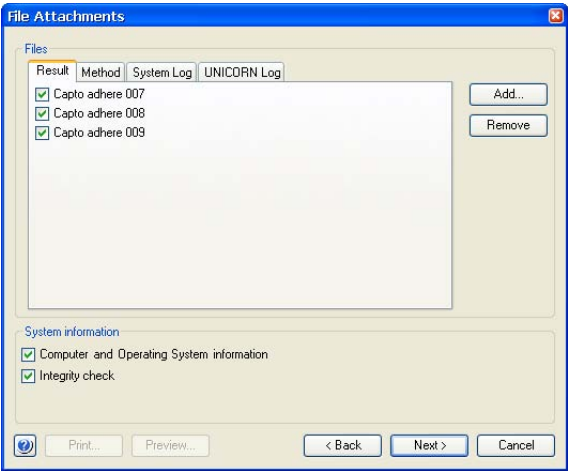 File Attachments
Files
Result Method System Log UNICORN Log
Capto adhere 007
Capto adhere 008
Capto adhere 009
Add...
Remove
System information
Computer and Operating System information
Integrity check
Print... Preview... < Back Next > Cancel